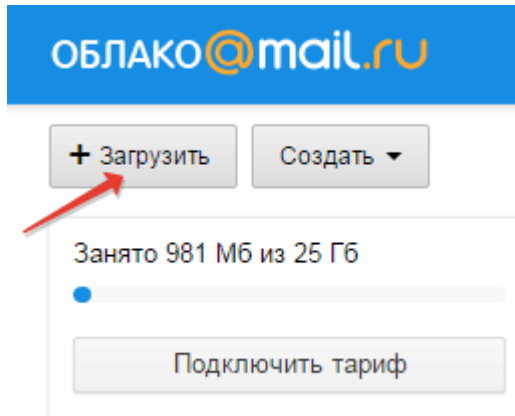 ОБЛАКО@mail.ru
+ Загрузить
Создать
Занято 981 Мб из 25 Гб
Подключить тариф